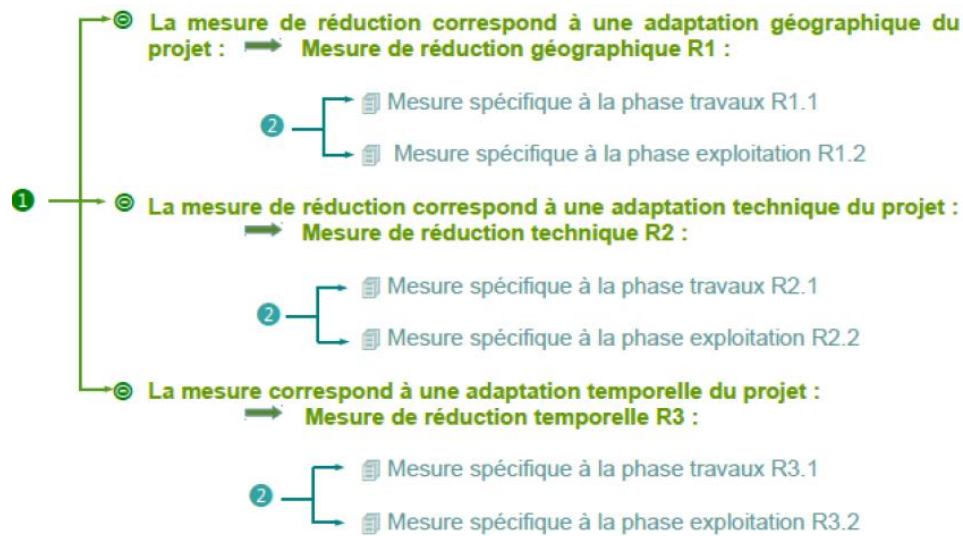 La mesure de réduction correspond à une adaptation géographique du
projet : Mesure de réduction géographique R1 :
Mesure spécifique à la phase travaux R1.1
2
Mesure spécifique à la phase exploitation R1.2
1
La mesure de réduction correspond à une adaptation technique du projet :
Mesure de réduction technique R2 :
Mesure spécifique à la phase travaux R2.1
2
Mesure spécifique à la phase exploitation R2.2
La mesure correspond à une adaptation temporelle du projet :
Mesure de réduction temporelle R3 :
Mesure spécifique à la phase travaux R3.1
2
Mesure spécifique à la phase exploitation R3.2